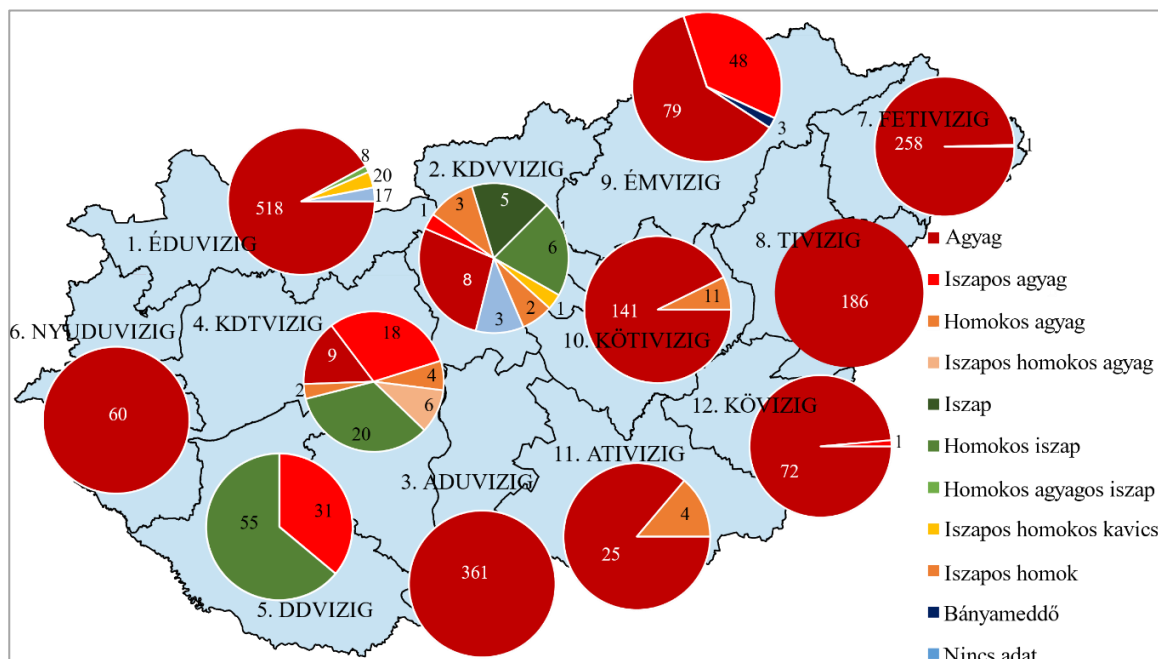 48
79
3
7. FETIVIZIG
258
1
8
20
17
518
1. ÉDUVIZIG
2. KDVVIZIG
1
3
5
6
8
3
2
1
9. ÉMVIZIG
8. TIVIZIG
186
141
11
10. KÖTIVIZIG
6. NYUDUVIZIG
60
4. KDTVIZIG
18
9
4
2
6
20
12. KÖVIZIG
1
72
11. ATIVIZIG
4
25
3. ADUVIZIG
361
31
55
5. DDVIZIG
Agyag
Iszapos agyag
Homokos agyag
Iszapos homokos agyag
Iszap
Homokos iszap
Homokos agyagos iszap
Iszapos homokos kavics
Iszapos homok
Bányameddő
Nincs adat